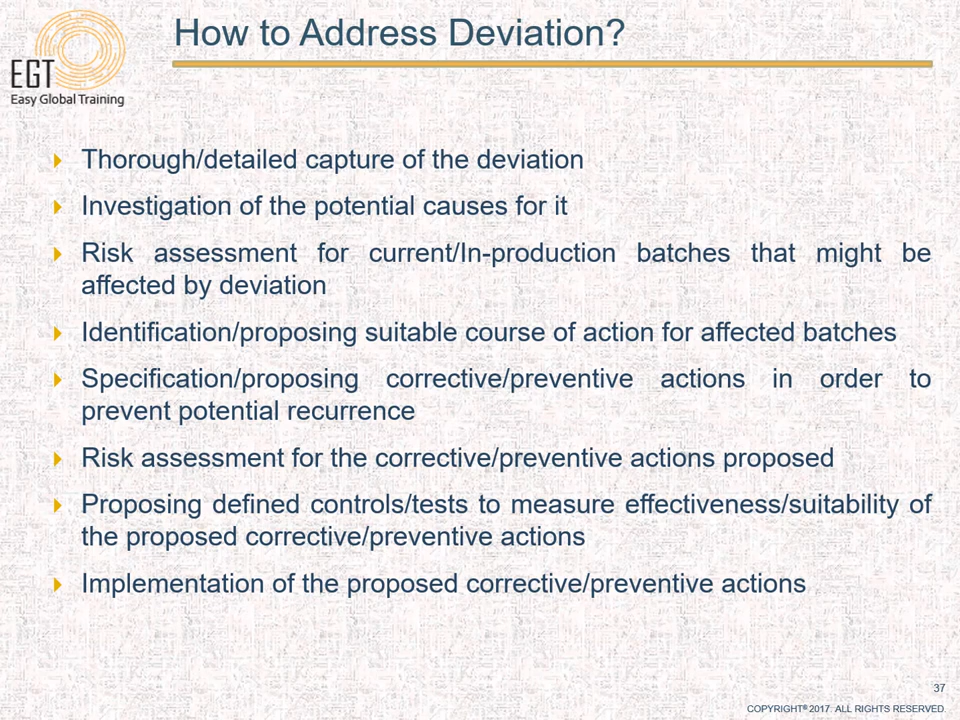 How to Address Deviation?
EGT
Easy Global Training
Thorough/detailed capture of the deviation
Investigation of the potential causes for it
Risk assessment for current/In-production batches that might be
affected by deviation
Identification/proposing suitable course of action for affected batches
Specification/proposing corrective/preventive actions in order to
prevent potential recurrence
Risk assessment for the corrective/preventive actions proposed
Proposing defined controls/tests to measure effectiveness/suitability of
the proposed corrective/preventive actions
Implementation of the proposed corrective/preventive actions
37
COPYRIGHT® 2017. ALL RIGHTS RESERVED.